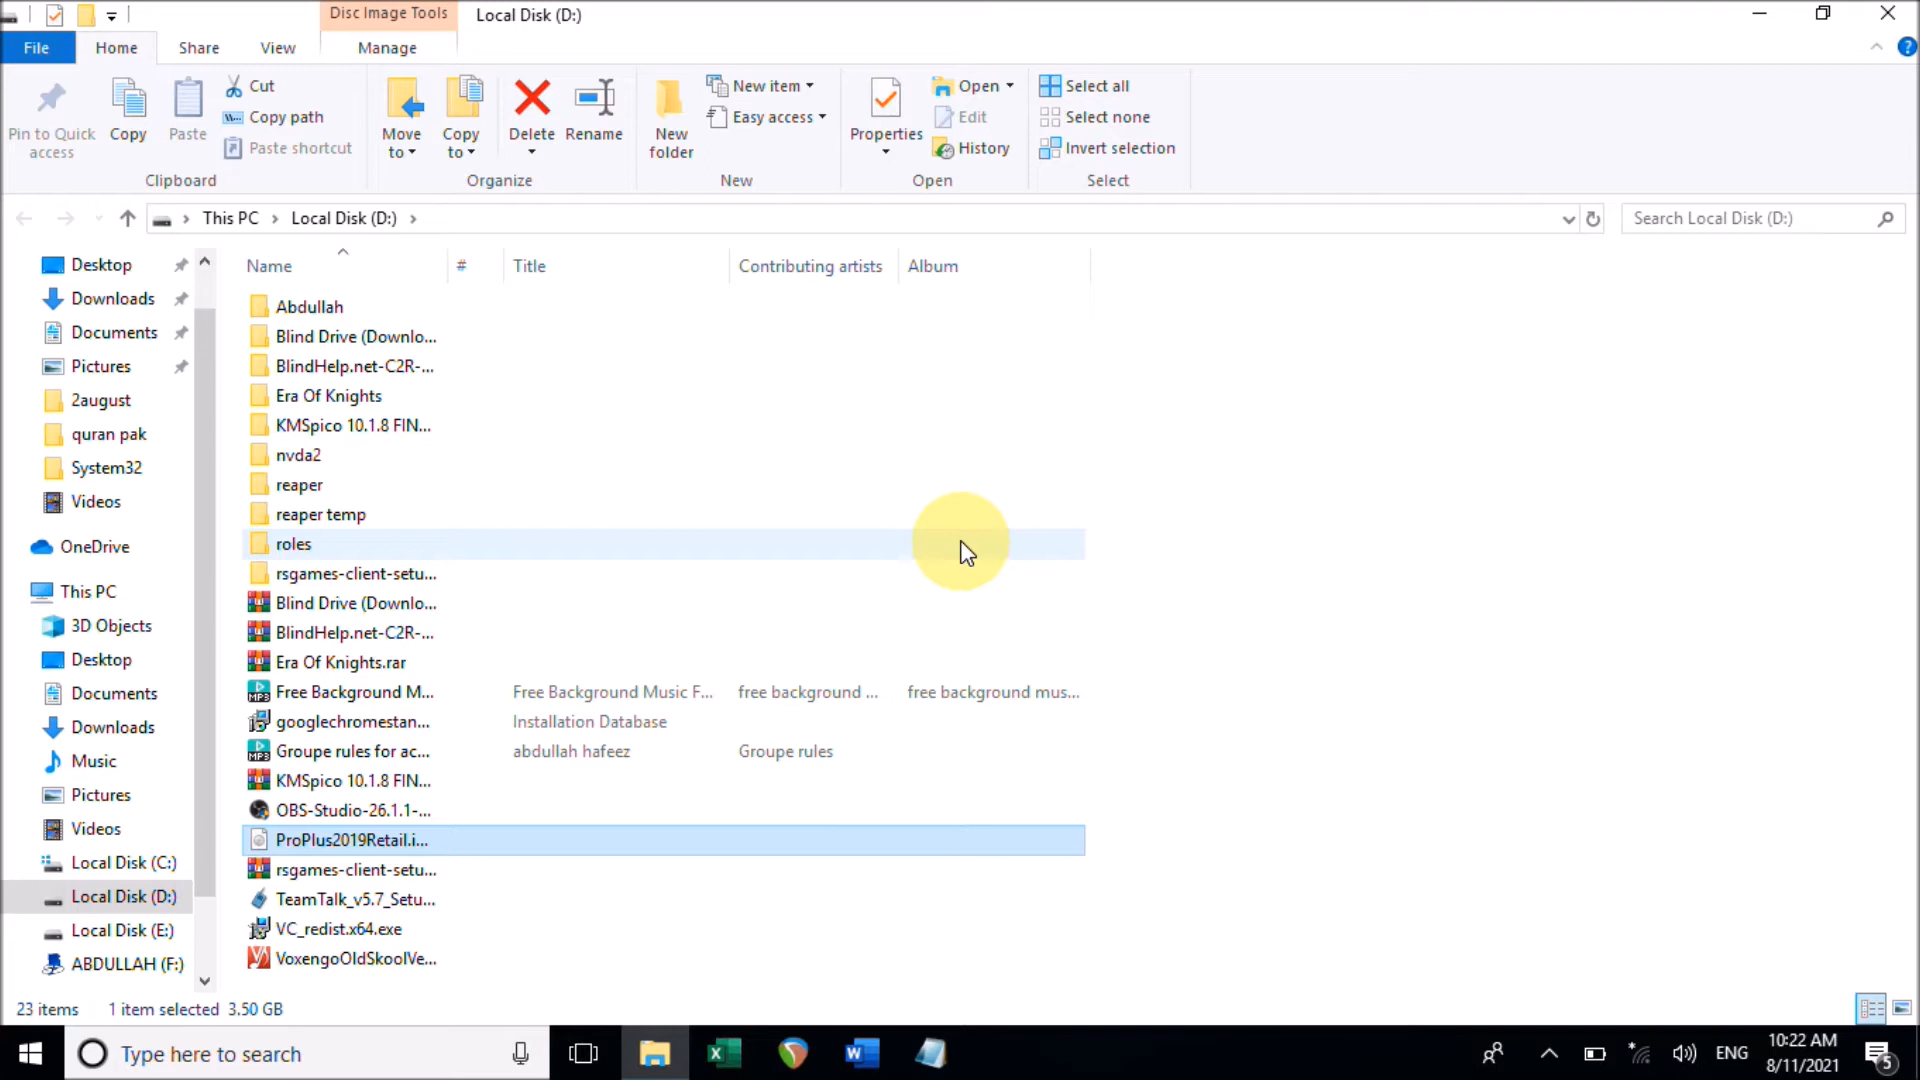 Disc Image Tools
Local Disk (D:)
File
Home
Share
View
Manage
Pin to Quick access
Copy
Paste
Cut
Copy path
Paste shortcut
Clipboard
Move to
Copy to
Delete
Rename
Organize
New folder
New item
Easy access
New
Properties
Open
Edit
History
Open
Select all
Select none
Invert selection
Select
This PC
Local Disk (D:)
Search Local Disk (D:)
Desktop
Downloads
Documents
Pictures
2august
quran pak
System32
Videos
OneDrive
This PC
3D Objects
Desktop
Documents
Downloads
Music
Pictures
Videos
Local Disk (C:)
Local Disk (D:)
Local Disk (E:)
ABDULLAH (F:)
Name # Title Contributing artists Album
Abdullah
Blind Drive (Downlo...
BlindHelp.net-C2R-...
Era Of Knights
KMSpico 10.1.8 FIN...
nvda2
reaper
reaper temp
roles
rsgames-client-setu...
Blind Drive (Downlo...
BlindHelp.net-C2R-...
Era Of Knights.rar
Free Background M... Free Background Music F... free background ... free background mus...
googlechromestan... Installation Database
Groupe rules for ac... abdullah hafeez Groupe rules
KMSpico 10.1.8 FIN...
OBS-Studio-26.1.1-...
ProPlus2019Retail.i...
rsgames-client-setu...
TeamTalk_v5.7_Setu...
VC_redist.x64.exe
VoxengoOldSkoolVe...
23 items 1 item selected 3.50 GB
Type here to search
ENG
10:22 AM
8/11/2021
5